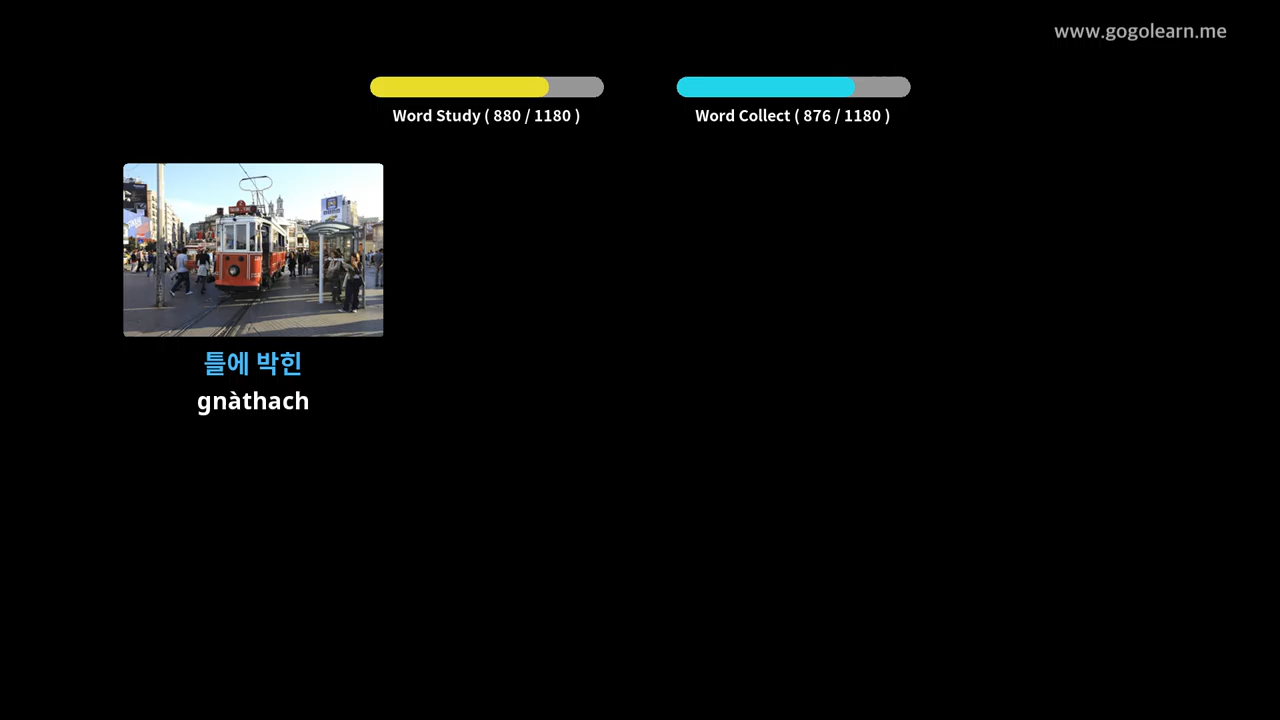 www.gogolearn.me
Word Study ( 880 / 1180 )
Word Collect ( 876 / 1180 )
틀에 박힌
gnàthach